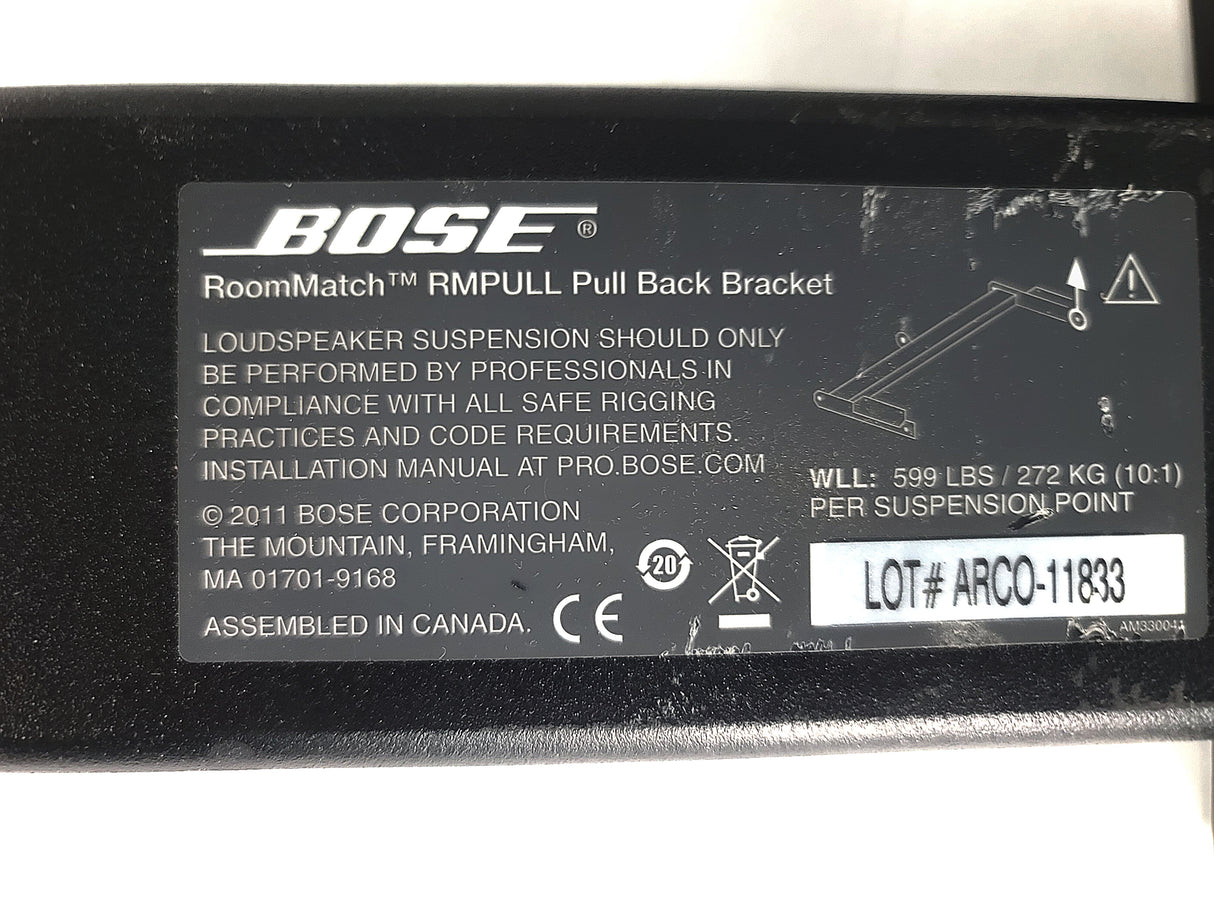 BOSE®
RoomMatch™ RMPULL Pull Back Bracket
LOUDSPEAKER SUSPENSION SHOULD ONLY
BE PERFORMED BY PROFESSIONALS IN
COMPLIANCE WITH ALL SAFE RIGGING
PRACTICES AND CODE REQUIREMENTS.
INSTALLATION MANUAL AT PRO.BOSE.COM
© 2011 BOSE CORPORATION
THE MOUNTAIN, FRAMINGHAM,
MA 01701-9168
ASSEMBLED IN CANADA.
CE
20
WLL: 599 LBS / 272 KG (10:1)
PER SUSPENSION POINT
LOT# ARCO-11833